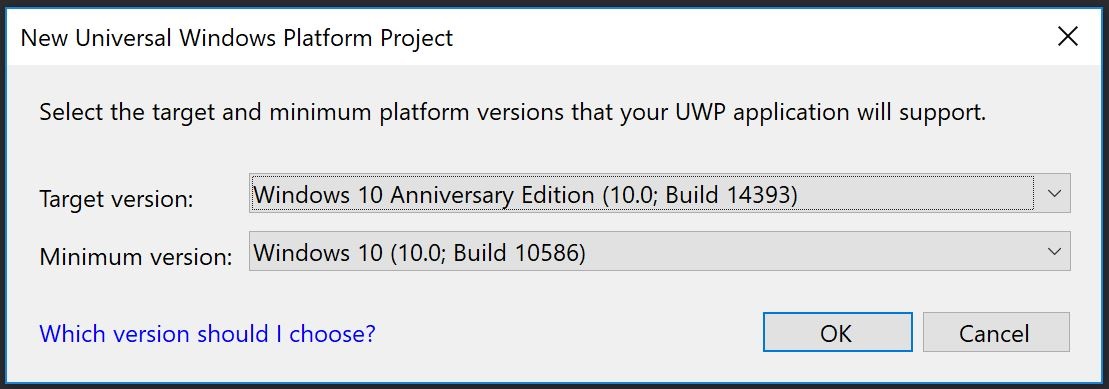 New Universal Windows Platform Project
Select the target and minimum platform versions that your UWP application will support.
Target version: Windows 10 Anniversary Edition (10.0; Build 14393)
Minimum version: Windows 10 (10.0; Build 10586)
Which version should I choose? OK Cancel